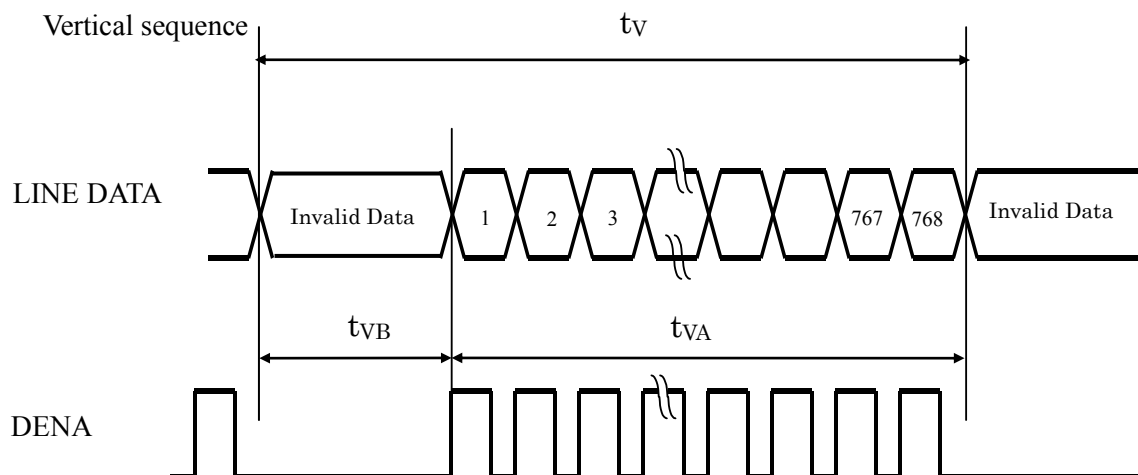 Vertical sequence
tV
LINE DATA
Invalid Data
1
2
3
767
768
Invalid Data
tVB
tVA
DENA